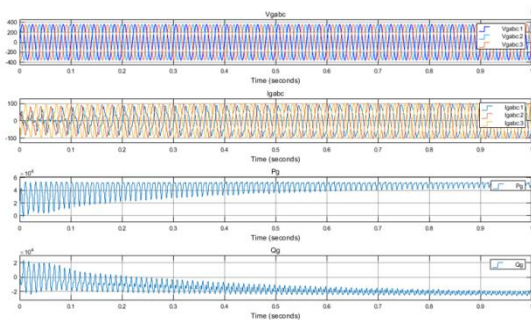 Vgabc
400
200
0
-200
-400
Vgabc:1
Vgabc:2
Vgabc:3
0 0.1 0.2 0.3 0.4 0.5 0.6 0.7 0.8 0.9
Time (seconds)
Igabc
100
0
-100
Igabc:1
Igabc:2
Igabc:3
0 0.1 0.2 0.3 0.4 0.5 0.6 0.7 0.8 0.9
Time (seconds)
Pg
×10⁴
6
4
2
0
Pg
0 0.1 0.2 0.3 0.4 0.5 0.6 0.7 0.8 0.9
Time (seconds)
Qg
×10⁴
2
0
-2
Qg
0 0.1 0.2 0.3 0.4 0.5 0.6 0.7 0.8 0.9
Time (seconds)